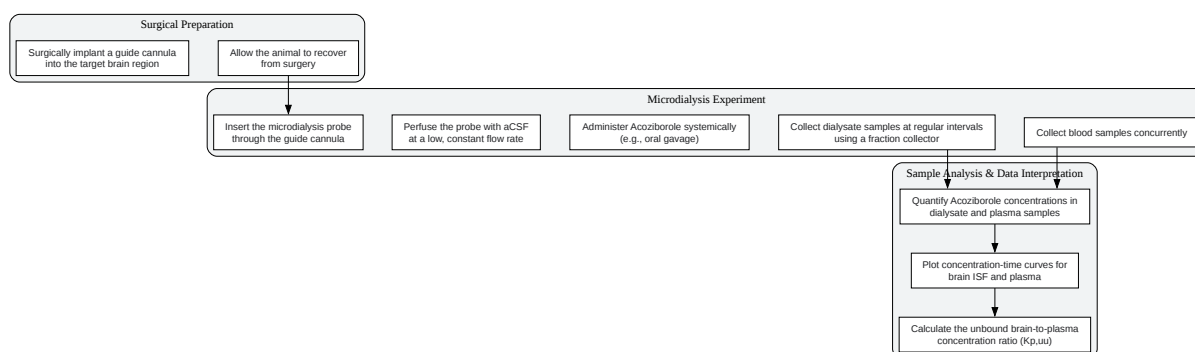 Surgical Preparation
Surgically implant a guide cannula
into the target brain region
Allow the animal to recover
from surgery
Microdialysis Experiment
Insert the microdialysis probe
through the guide cannula
Perfuse the probe with aCSF
at a low, constant flow rate
Administer Acoziborole systemically
(e.g., oral gavage)
Collect dialysate samples at regular intervals
using a fraction collector
Collect blood samples concurrently
Sample Analysis & Data Interpretation
Quantify Acoziborole concentrations in
dialysate and plasma samples
Plot concentration-time curves for
brain ISF and plasma
Calculate the unbound brain-to-plasma
concentration ratio (Kp,uu)